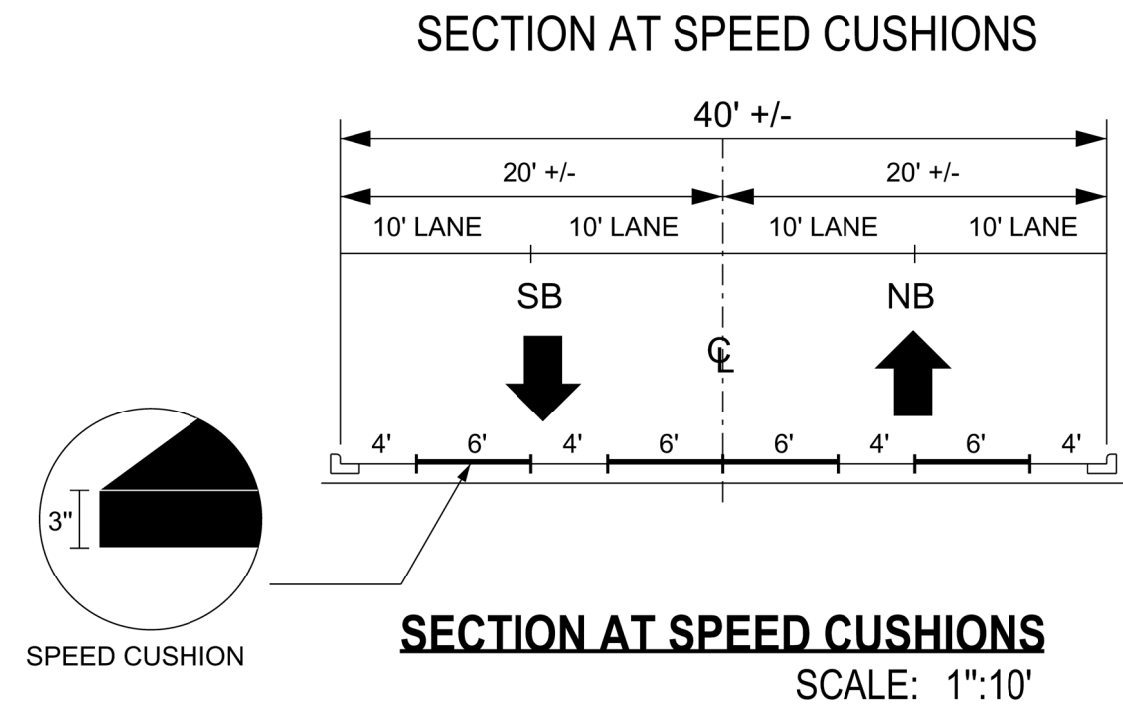 SECTION AT SPEED CUSHIONS
40' +/-
20' +/- 20' +/-
10' LANE 10' LANE 10' LANE 10' LANE
SB NB
CL
4' 6' 4' 6' 6' 4' 6' 4'
3"
SPEED CUSHION
SECTION AT SPEED CUSHIONS
SCALE: 1":10'